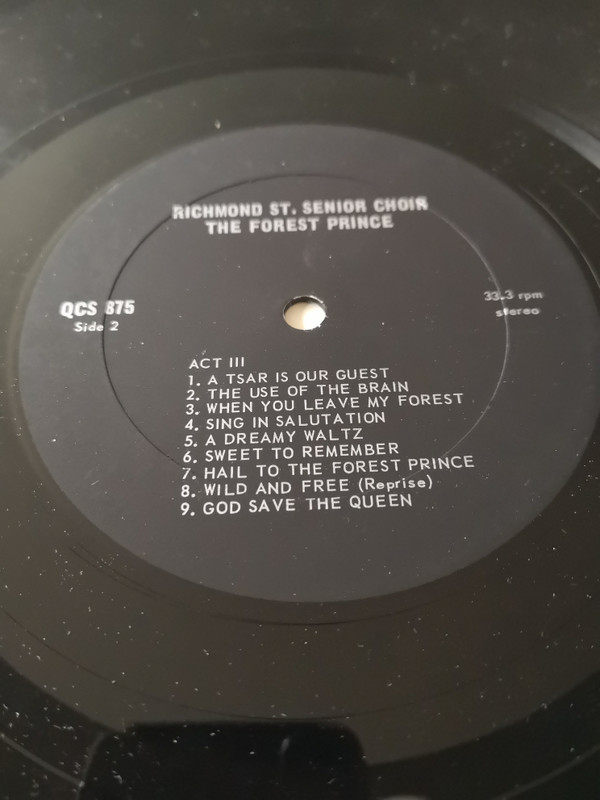 RICHMOND ST. SENIOR CHOIR
THE FOREST PRINCE
QCS 875
Side 2
33.3 rpm
stereo
ACT III
1. A TSAR IS OUR GUEST
2. THE USE OF THE BRAIN
3. WHEN YOU LEAVE MY FOREST
4. SING IN SALUTATION
5. A DREAMY WALTZ
6. SWEET TO REMEMBER
7. HAIL TO THE FOREST PRINCE
8. WILD AND FREE (Reprise)
9. GOD SAVE THE QUEEN